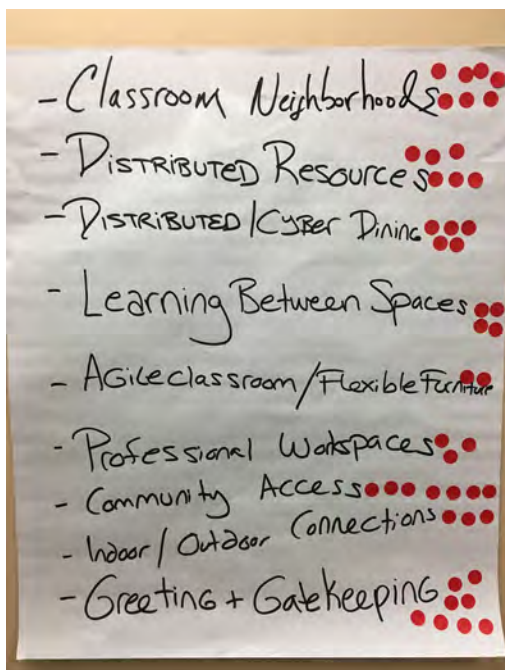 - Classroom Neighborhoods
- DISTRIBUTED Resources
- DISTRIBUTED/Cyber Dining
- Learning Between Spaces
- Agile classroom/Flexible Furnitur
- Professional Workspaces
- Community Access
- Indoor/Outdoor Connections
- Greeting + Gatekeeping